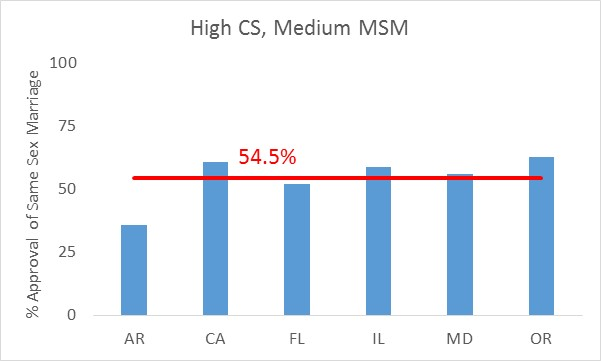 High CS, Medium MSM
% Approval of Same Sex Marriage
100
75
50
25
0
54.5%
AR CA FL IL MD OR